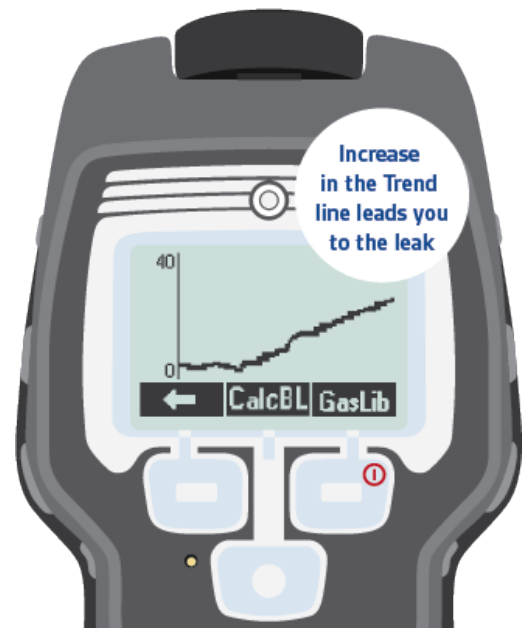 Increase
in the Trend
line leads you
to the leak
40
0
CalcBL GasLib